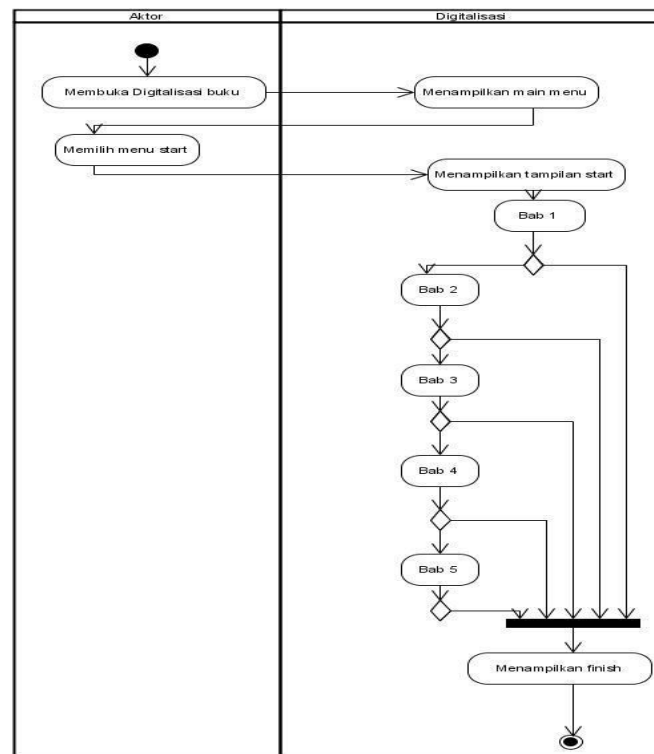 Aktor
Digitalisasi
Membuka Digitalisasi buku
Menampilkan main menu
Memilih menu start
Menampilkan tampilan start
Bab 1
Bab 2
Bab 3
Bab 4
Bab 5
Menampilkan finish